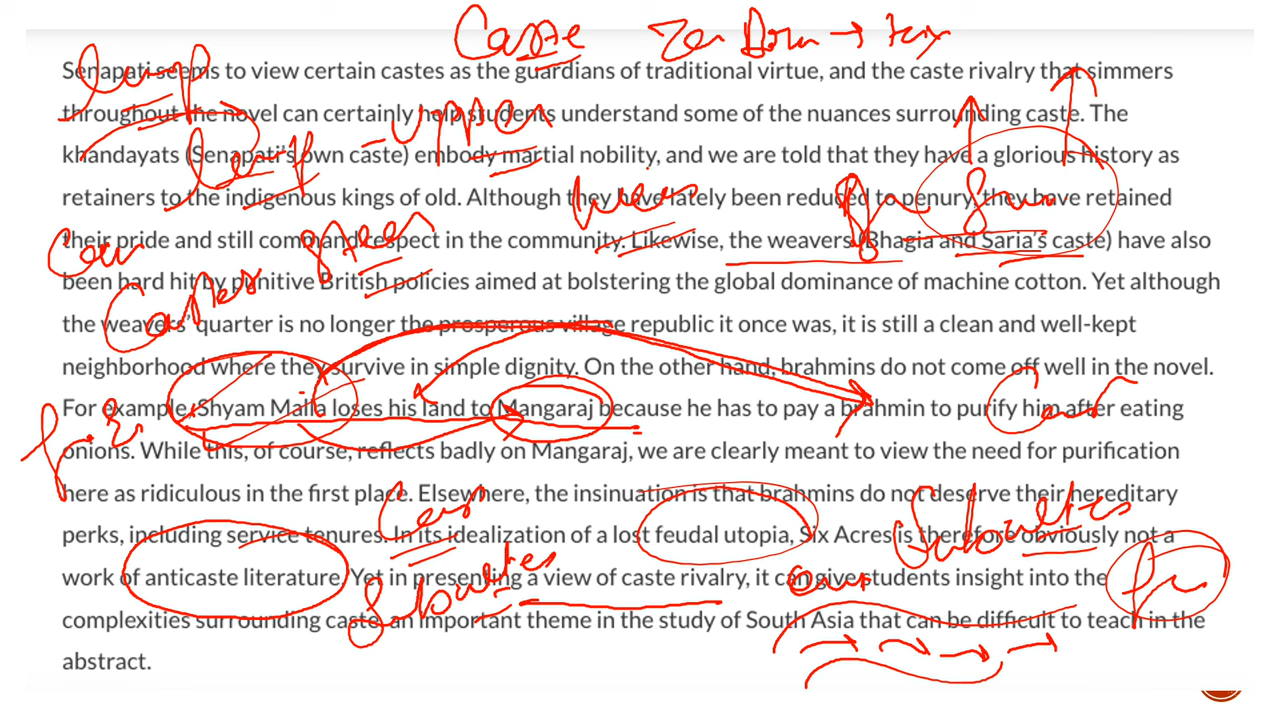 Caste
Senapati seems to view certain castes as the guardians of traditional virtue, and the caste rivalry that simmers
throughout the novel can certainly help students understand some of the nuances surrounding caste. The
upper
khandayats (Senapati's own caste) embody martial nobility, and we are told that they have a glorious history as
retainers to the indigenous kings of old. Although they have lately been reduced to penury, they have retained
their pride and still command respect in the community. Likewise, the weavers (Bhagia and Saria's caste) have also
been hard hit by punitive British policies aimed at bolstering the global dominance of machine cotton. Yet although
the weavers' quarter is no longer the prosperous village republic it once was, it is still a clean and well-kept
neighborhood where they survive in simple dignity. On the other hand, brahmins do not come off well in the novel.
For example, Shyam Malla loses his land to Mangaraj because he has to pay a brahmin to purify him after eating
onions. While this, of course, reflects badly on Mangaraj, we are clearly meant to view the need for purification
here as ridiculous in the first place. Elsewhere, the insinuation is that brahmins do not deserve their hereditary
perks, including service tenures. In its idealization of a lost feudal utopia, Six Acres is therefore obviously not a
work of anticaste literature. Yet in presenting a view of caste rivalry, it can give students insight into the
complexities surrounding caste, an important theme in the study of South Asia that can be difficult to teach in the
abstract.